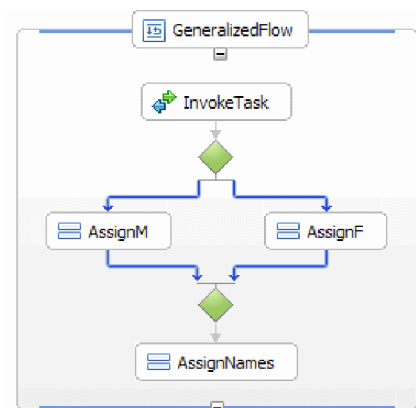 GeneralizedFlow
InvokeTask
AssignM
AssignF
AssignNames